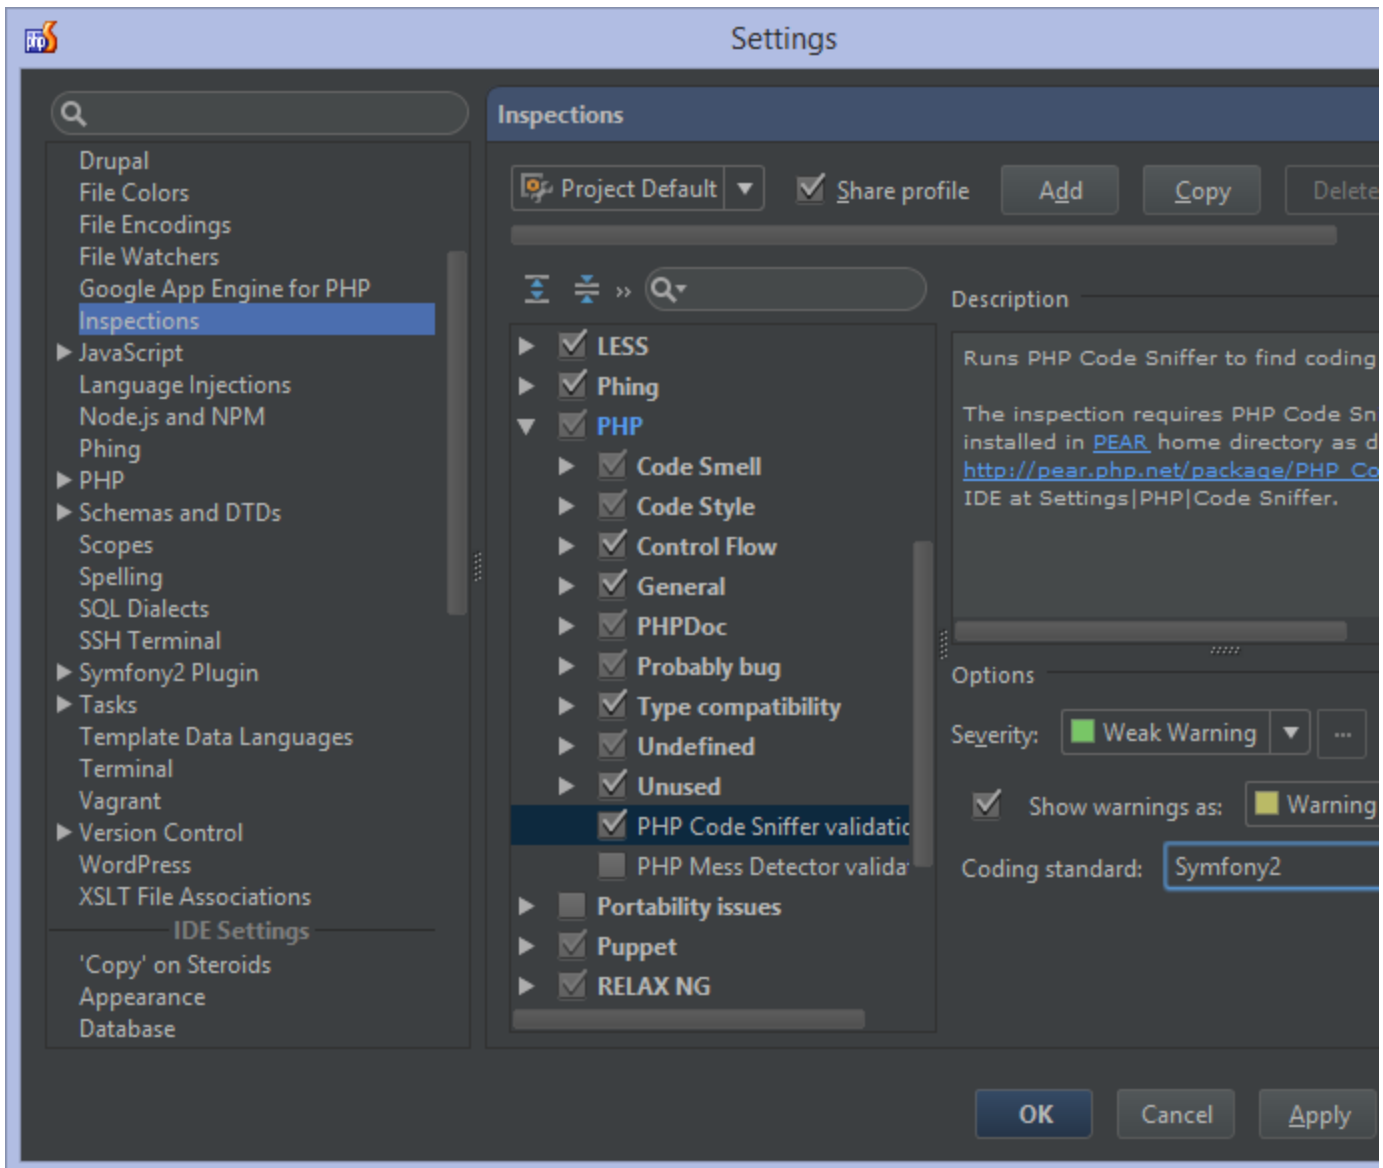 php
Settings
Inspections
Drupal
File Colors
File Encodings
File Watchers
Google App Engine for PHP
Inspections
JavaScript
Language Injections
Node.js and NPM
Phing
PHP
Schemas and DTDs
Scopes
Spelling
SQL Dialects
SSH Terminal
Symfony2 Plugin
Tasks
Template Data Languages
Terminal
Vagrant
Version Control
WordPress
XSLT File Associations
IDE Settings
'Copy' on Steroids
Appearance
Database
Project Default
Share profile
Add
Copy
Delete
»
LESS
Phing
PHP
Code Smell
Code Style
Control Flow
General
PHPDoc
Probably bug
Type compatibility
Undefined
Unused
PHP Code Sniffer validatic
PHP Mess Detector valida
Portability issues
Puppet
RELAX NG
Description
Runs PHP Code Sniffer to find coding
The inspection requires PHP Code Sn
installed in PEAR home directory as d
http://pear.php.net/package/PHP_Co
IDE at Settings|PHP|Code Sniffer.
Options
Severity: Weak Warning ...
Show warnings as: Warning
Coding standard: Symfony2
OK
Cancel
Apply